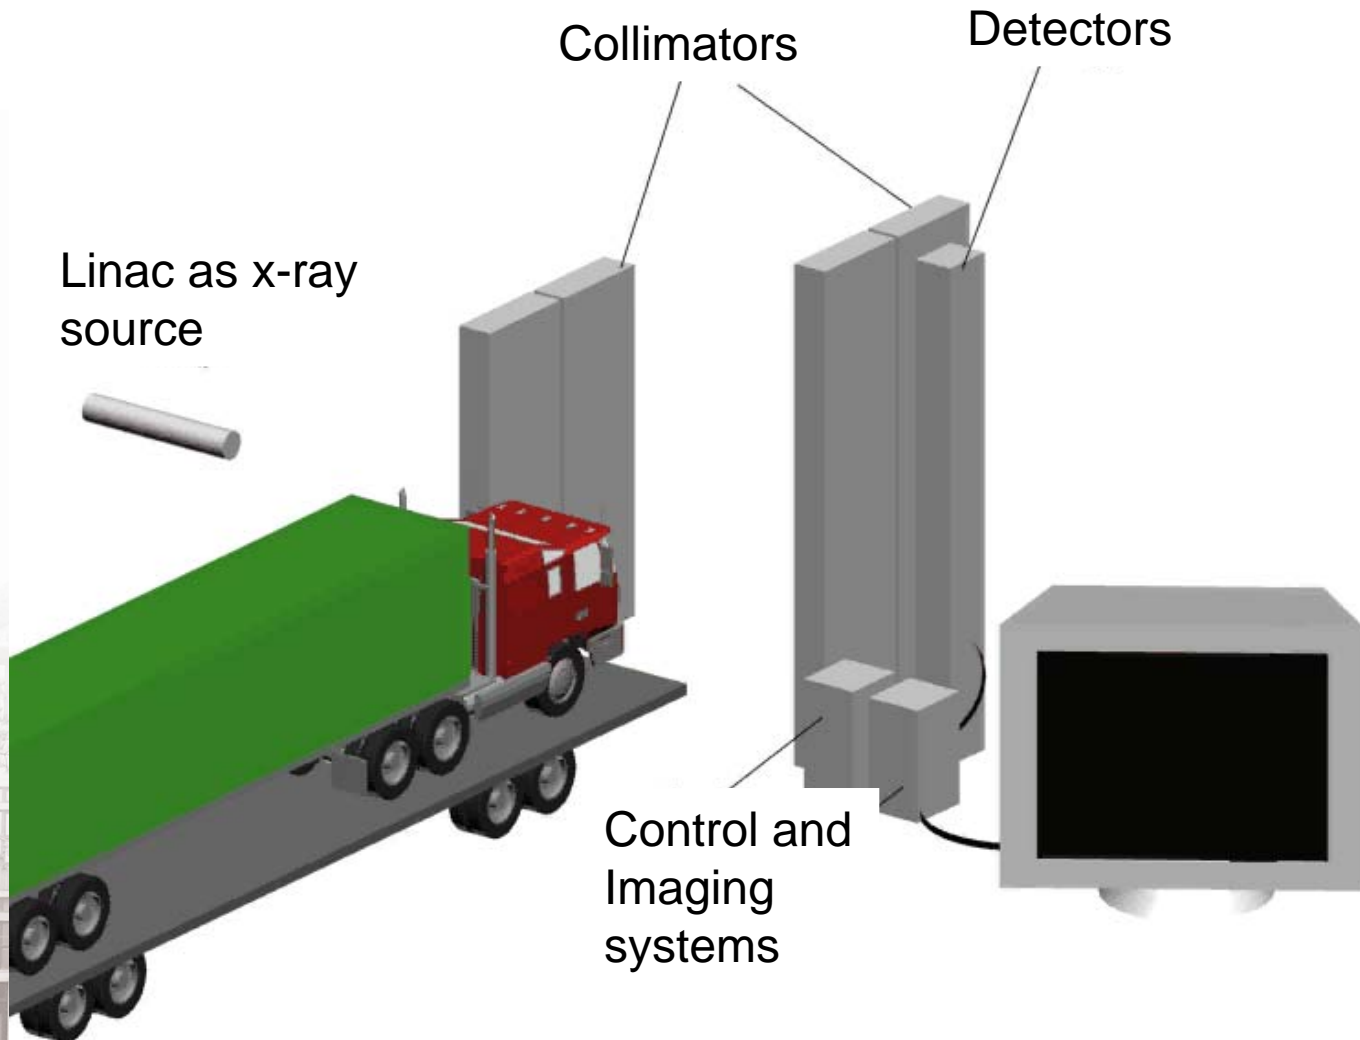 Collimators
Detectors
Linac as x-ray
source
Control and
Imaging
systems